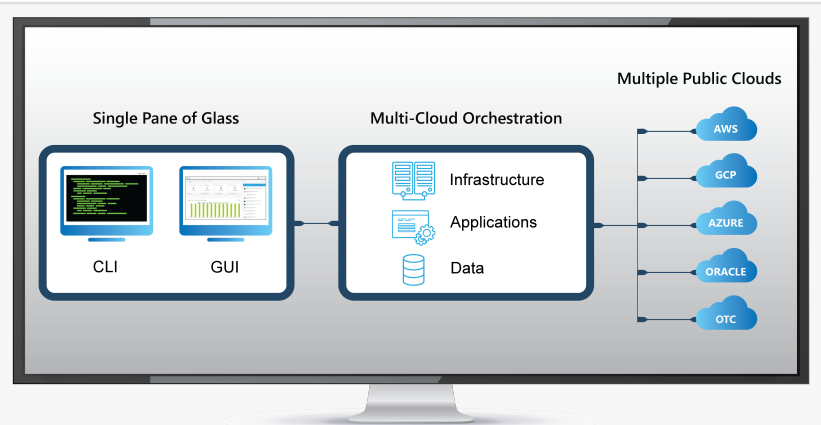 Multiple Public Clouds
Single Pane of Glass
Multi-Cloud Orchestration
CLI
GUI
Infrastructure
Applications
Data
AWS
GCP
AZURE
ORACLE
OTC